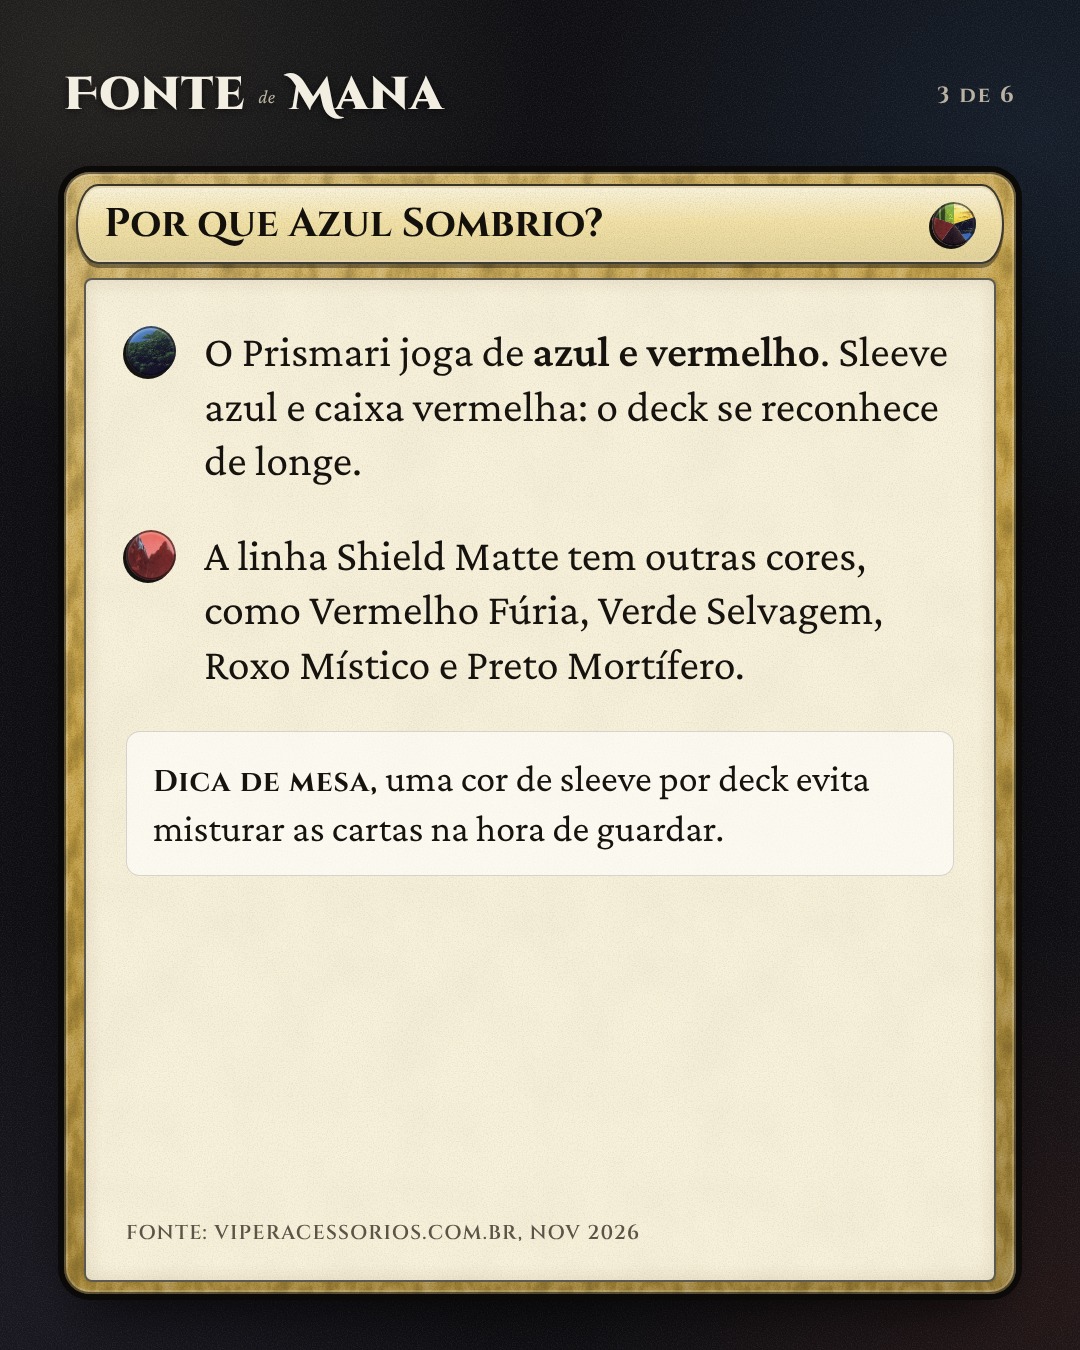 Fonte de Mana
3 de 6
Por que Azul Sombrio?
O Prismari joga de azul e vermelho. Sleeve
azul e caixa vermelha: o deck se reconhece
de longe.
A linha Shield Matte tem outras cores,
como Vermelho Fúria, Verde Selvagem,
Roxo Místico e Preto Mortífero.
Dica de mesa, uma cor de sleeve por deck evita
misturar as cartas na hora de guardar.
FONTE: VIPERACESSORIOS.COM.BR, NOV 2026